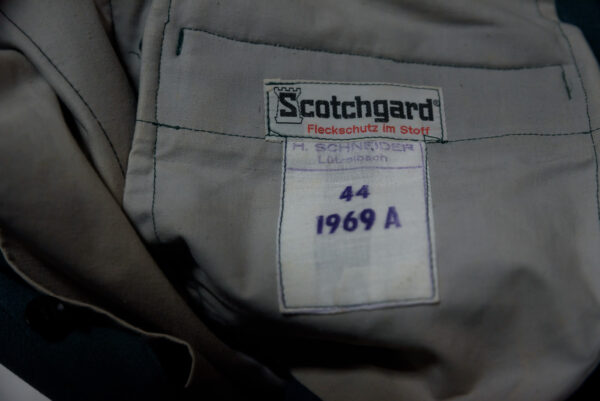 Scotchgard
Fleckschutz im Stoff
H. SCHNEIDER
44
1969 A